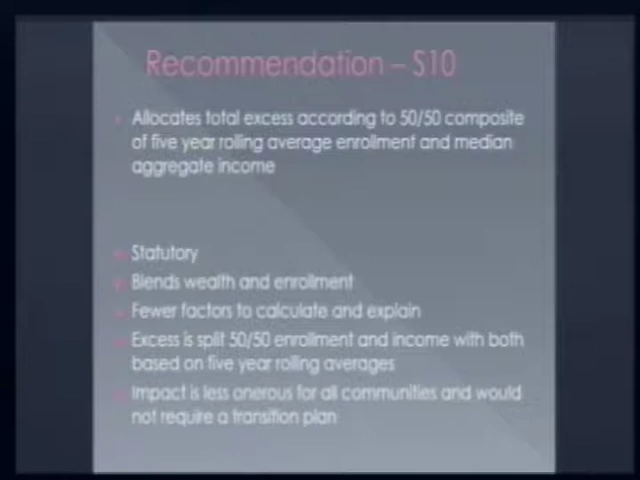 Recommendation – S10
Allocates total excess according to 50/50 composite
of five year rolling average enrollment and median
aggregate income
Statutory
Blends wealth and enrollment
Fewer factors to calculate and explain
Excess is split 50/50 enrollment and income with both
based on five year rolling averages
Impact is less onerous for all communities and would
not require a transition plan